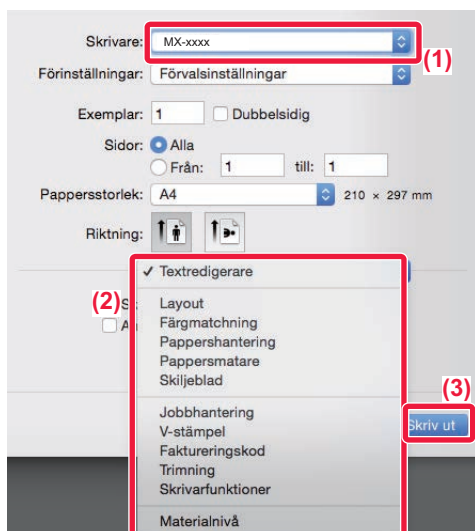 Skrivare: MX-xxxx
(1)
Förinställningar: Förvalsinställningar
Exemplar: 1 Dubbelsidig
Sidor: Alla
Från: 1 till: 1
Pappersstorlek: A4 210 × 297 mm
Riktning:
✓ Textredigerare
(2)
Layout
Färgmatchning
Pappershantering
Pappersmatare
Skiljeblad
(3)
Jobbhantering
Skriv ut
V-stämpel
Faktureringskod
Trimning
Skrivarfunktioner
Materialnivå